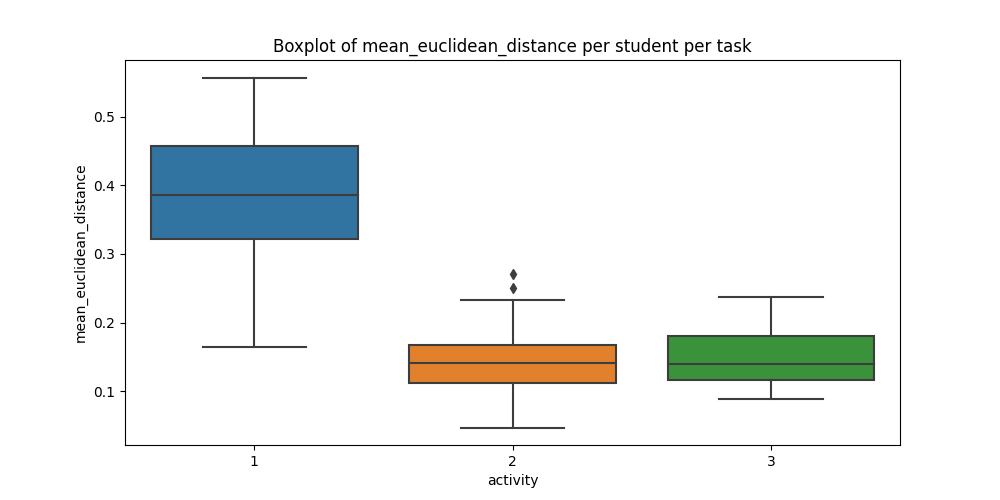 Boxplot of mean_euclidean_distance per student per task
mean_euclidean_distance
0.5
0.4
0.3
0.2
0.1
1
2
3
activity